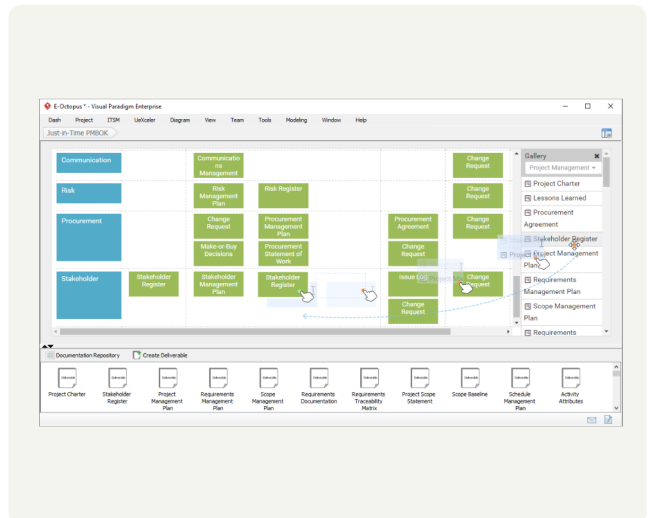 E-Octopus * - Visual Paradigm Enterprise
Dash Project ITSM UeXceler Diagram View Team Tools Modeling Window Help
Just-in-Time PMBOK
Communication
Communicatio
ns
Management
Change
Request
Risk
Risk
Management
Plan
Risk Register
Change
Request
Procurement
Change
Request
Procurement
Management
Plan
Procurement
Agreement
Change
Request
Make-or-Buy
Decisions
Procurement
Statement of
Work
Change
Request
Stakeholder
Stakeholder
Register
Stakeholder
Management
Plan
Stakeholder
Register
Issue Log
Change
Request
Change
Request
Gallery
Project Management
Project Charter
Lessons Learned
Procurement
Agreement
Stakeholder Register
Project Management
Plan
Requirements
Management Plan
Scope Management
Plan
Requirements
Documentation Repository Create Deliverable
Project Charter
Stakeholder
Register
Project
Management
Plan
Requirements
Management
Plan
Scope
Management
Plan
Requirements
Documentation
Requirements
Traceability
Matrix
Project Scope
Statement
Scope Baseline
Schedule
Management
Plan
Activity
Attributes